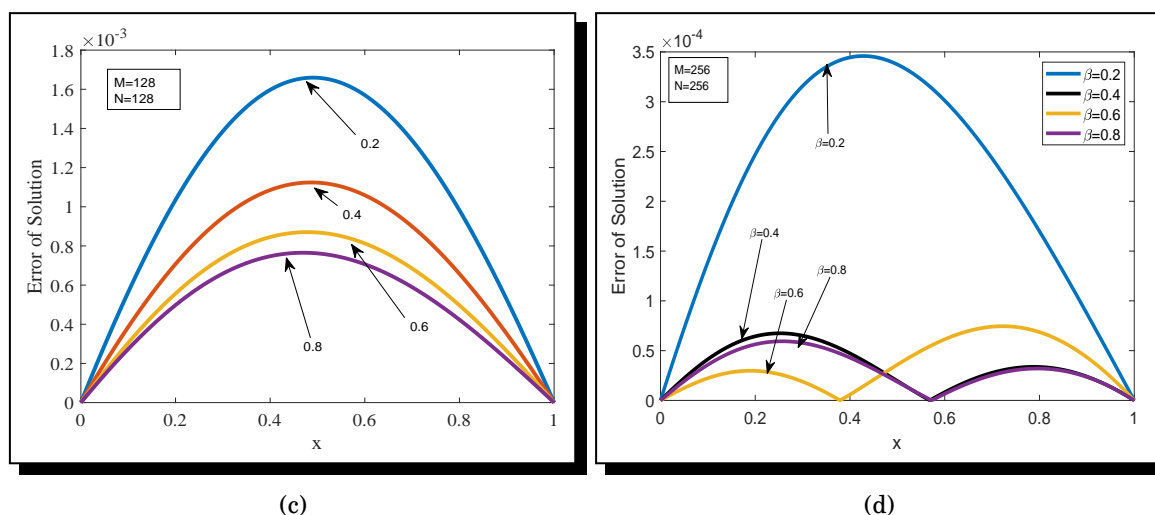 ×10-3
1.8
1.6
1.4
1.2
1
0.8
0.6
0.4
0.2
0
Error of Solution
M=128
N=128
0.2
0.4
0.6
0.8
0
0.2
0.4
0.6
0.8
1
x
(c)
×10-4
3.5
3
2.5
2
1.5
1
0.5
0
Error of Solution
M=256
N=256
β=0.2
β=0.4
β=0.6
β=0.8
β=0.2
β=0.4
β=0.8
β=0.6
0
0.2
0.4
0.6
0.8
1
x
(d)